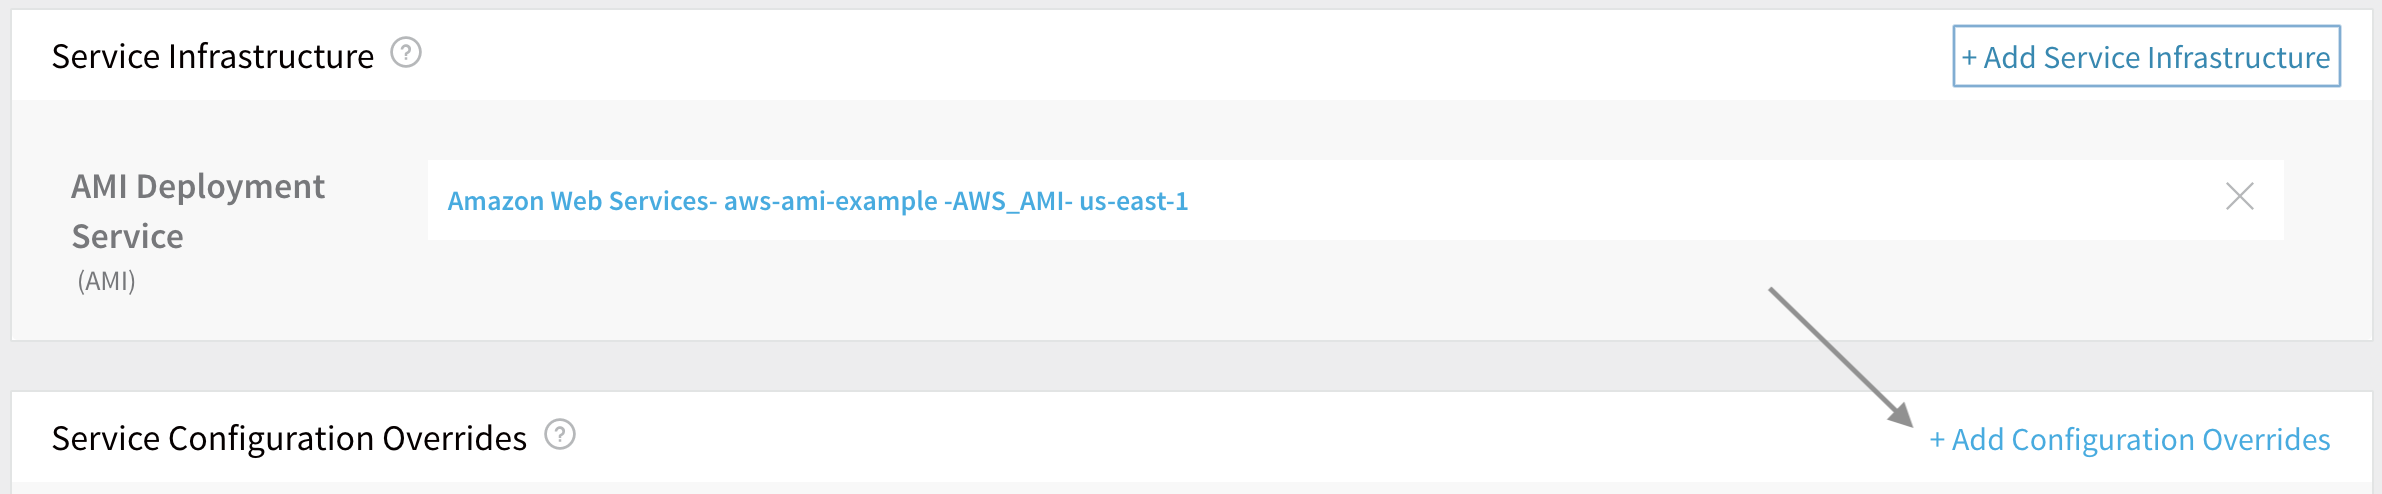 Service Infrastructure ?
+ Add Service Infrastructure
AMI Deployment
Service
(AMI)
Amazon Web Services- aws-ami-example -AWS_AMI- us-east-1
Service Configuration Overrides ?
+ Add Configuration Overrides